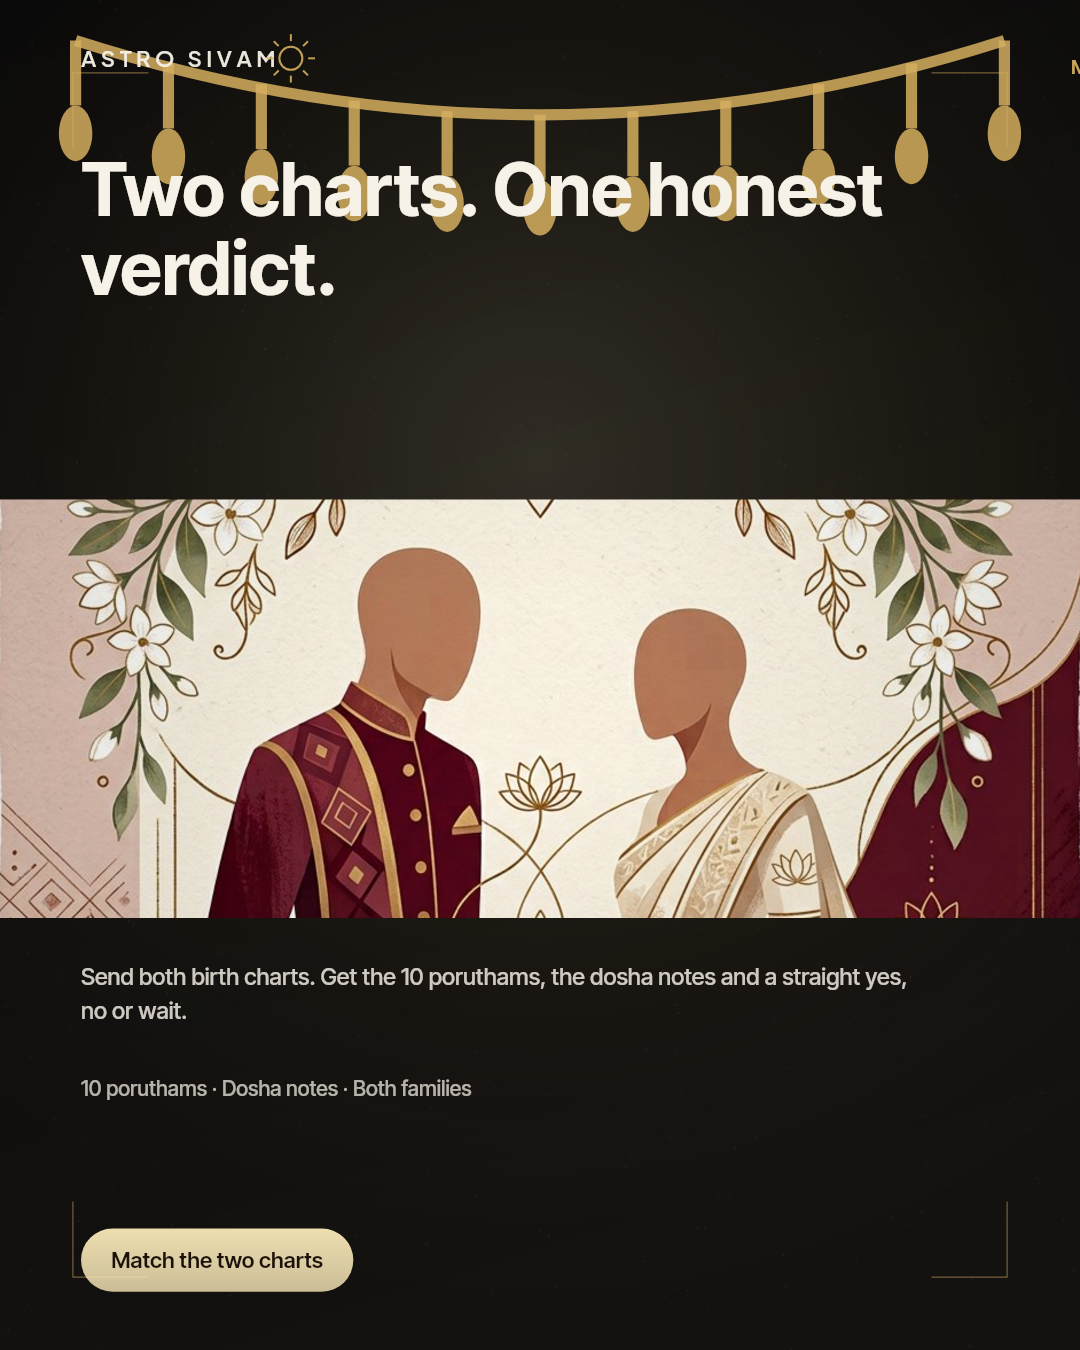 ASTRO SIVAM
Two charts. One honest
verdict.
Send both birth charts. Get the 10 poruthams, the dosha notes and a straight yes,
no or wait.
10 poruthams · Dosha notes · Both families
Match the two charts